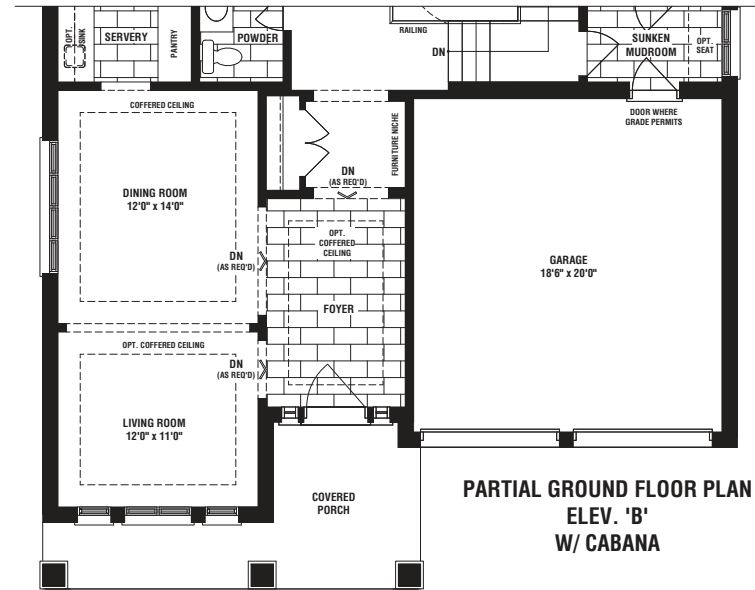 OPT.
SINK
SERVERY
PANTRY
POWDER
RAILING
DN
SUNKEN
MUDROOM
OPT.
SEAT
COFFERED CEILING
DOOR WHERE
GRADE PERMITS
FURNITURE NICHE
DN
(AS REQ'D)
DINING ROOM
12'0" x 14'0"
OPT.
COFFERED
CEILING
DN
(AS REQ'D)
GARAGE
18'6" x 20'0"
FOYER
OPT. COFFERED CEILING
DN
(AS REQ'D)
LIVING ROOM
12'0" x 11'0"
COVERED
PORCH
PARTIAL GROUND FLOOR PLAN
ELEV. 'B'
W/ CABANA